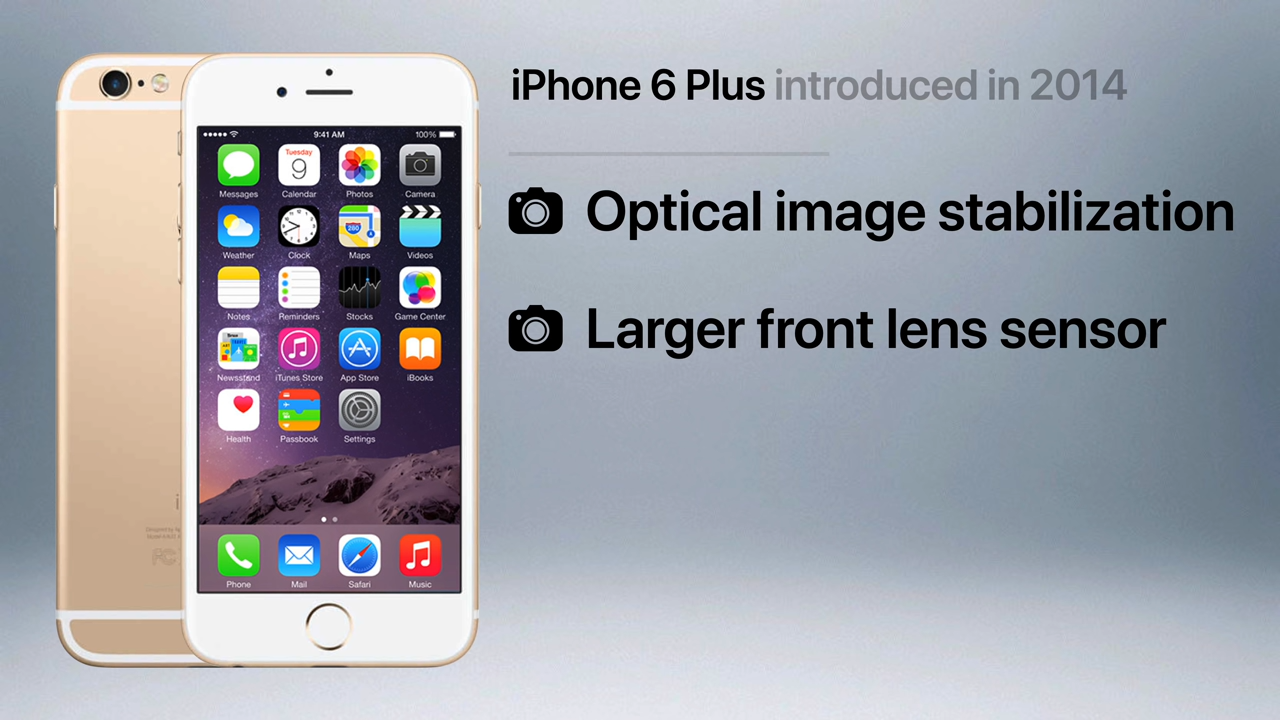 iPhone 6 Plus introduced in 2014
Optical image stabilization
Larger front lens sensor
9:41 AM
100%
Tuesday
9
Messages
Calendar
Photos
Camera
280
Weather
Clock
Maps
Videos
Notes
Reminders
Stocks
Game Center
Newsstand
iTunes Store
App Store
iBooks
Health
Passbook
Settings
Phone
Mail
Safari
Music